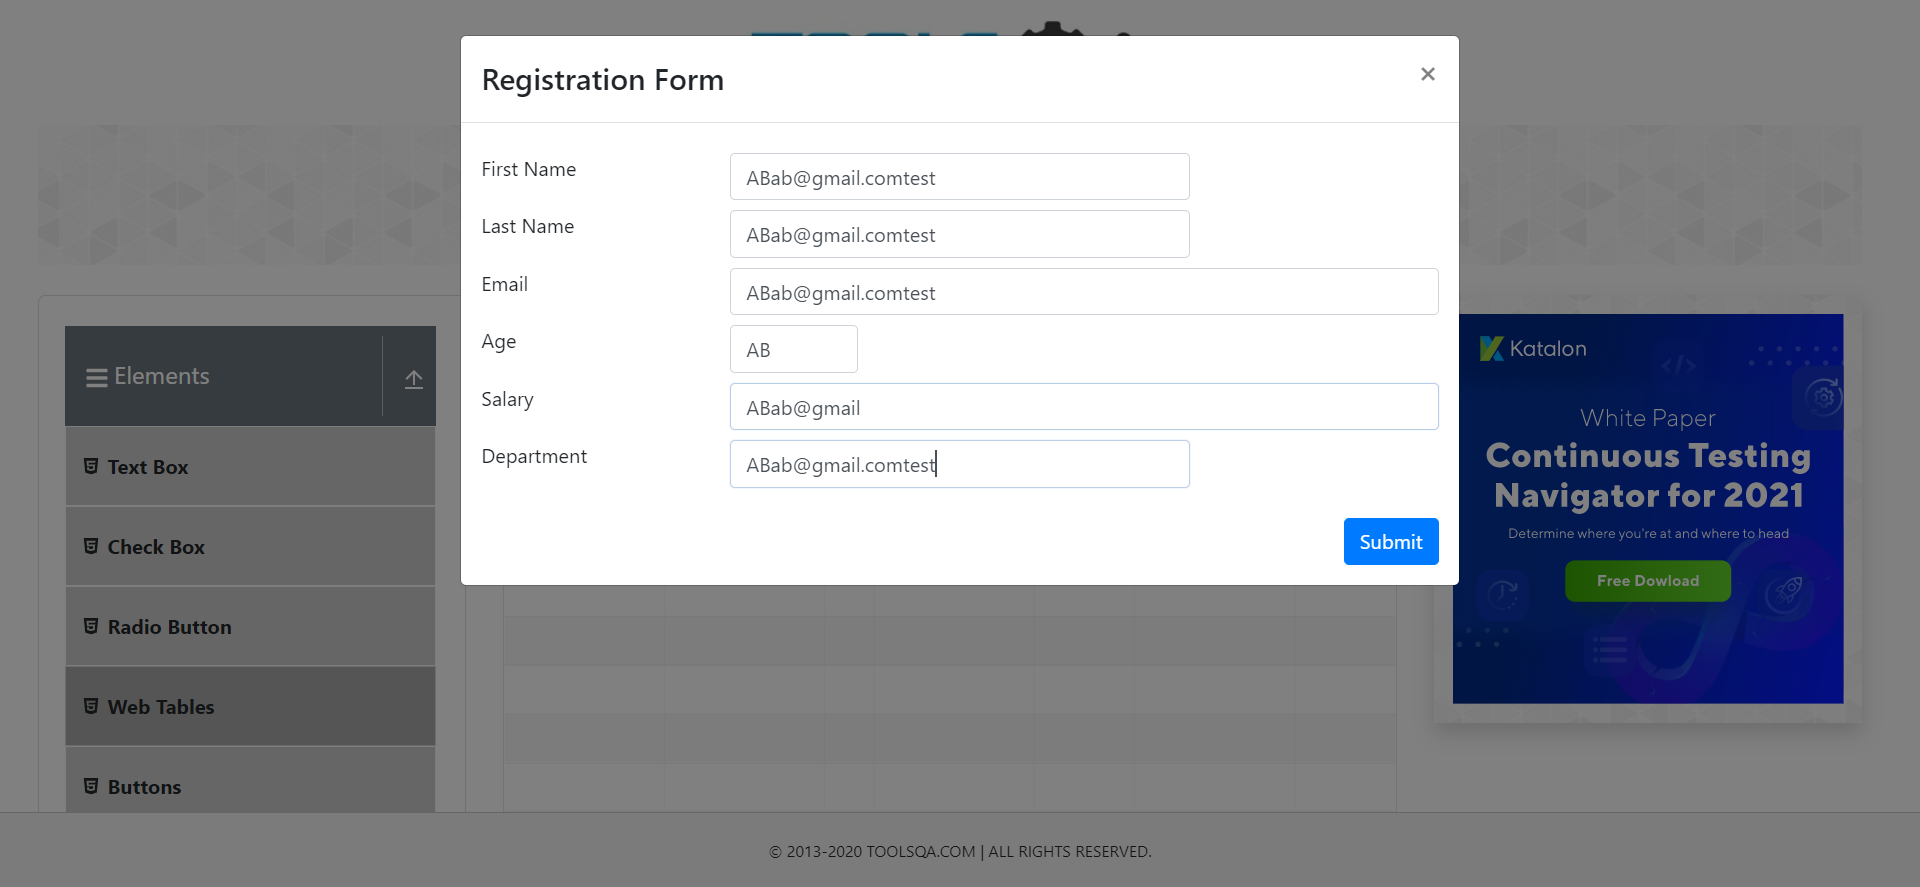 Registration Form
×
First Name
ABab@gmail.comtest
Last Name
ABab@gmail.comtest
Email
ABab@gmail.comtest
Age
AB
Salary
ABab@gmail
Department
ABab@gmail.comtest
Submit
Elements
Text Box
Check Box
Radio Button
Web Tables
Buttons
Katalon
White Paper
Continuous Testing
Navigator for 2021
Determine where you're at and where to head
Free Dowload
© 2013-2020 TOOLSQA.COM | ALL RIGHTS RESERVED.